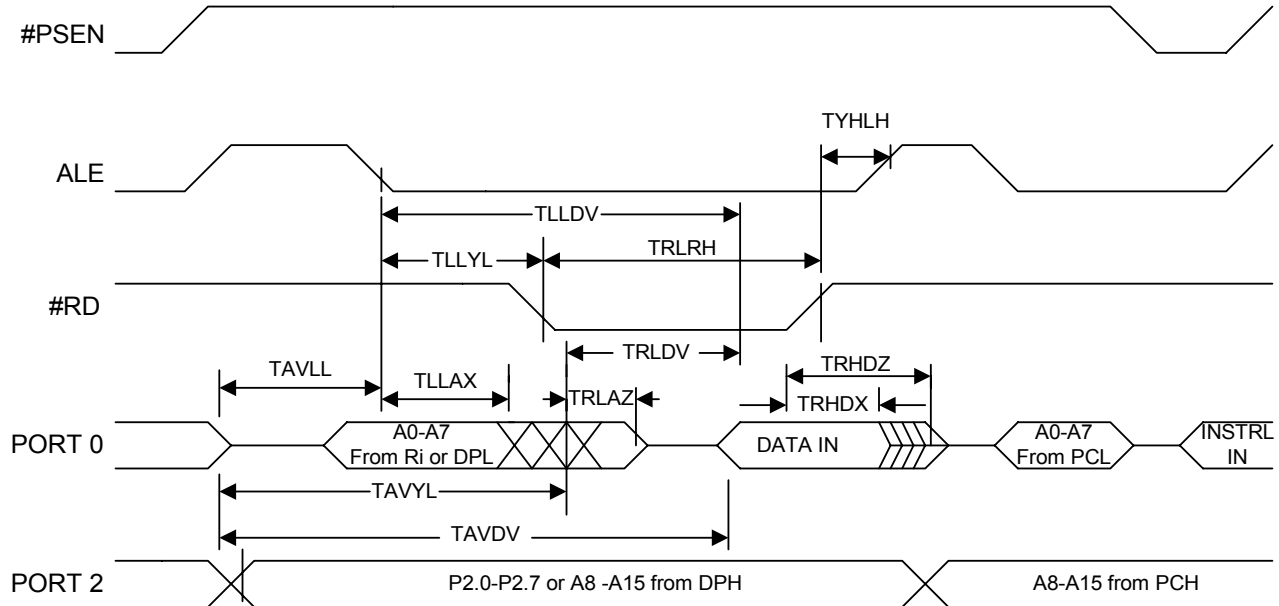 #PSEN
TYHLH
ALE
TLLDV
TLLYL
TRLRH
#RD
TRLDV
TAVLL
TLLAX
TRLAZ
TRHDZ
TRHDX
PORT 0
A0-A7
From Ri or DPL
DATA IN
A0-A7
From PCL
INSTRL
IN
TAVYL
TAVDV
PORT 2
P2.0-P2.7 or A8 -A15 from DPH
A8-A15 from PCH